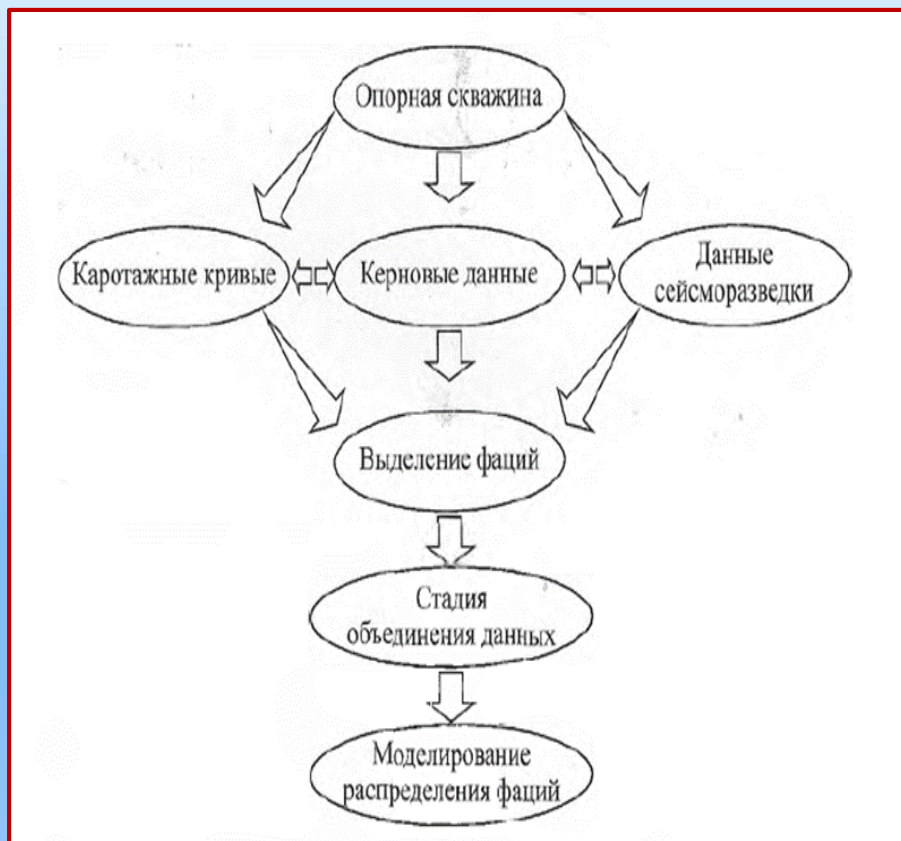 Опорная скважина
Каротажные кривые
Керновые данные
Данные
сейсморазведки
Выделение фаций
Стадия
объединения данных
Моделирование
распределения фаций